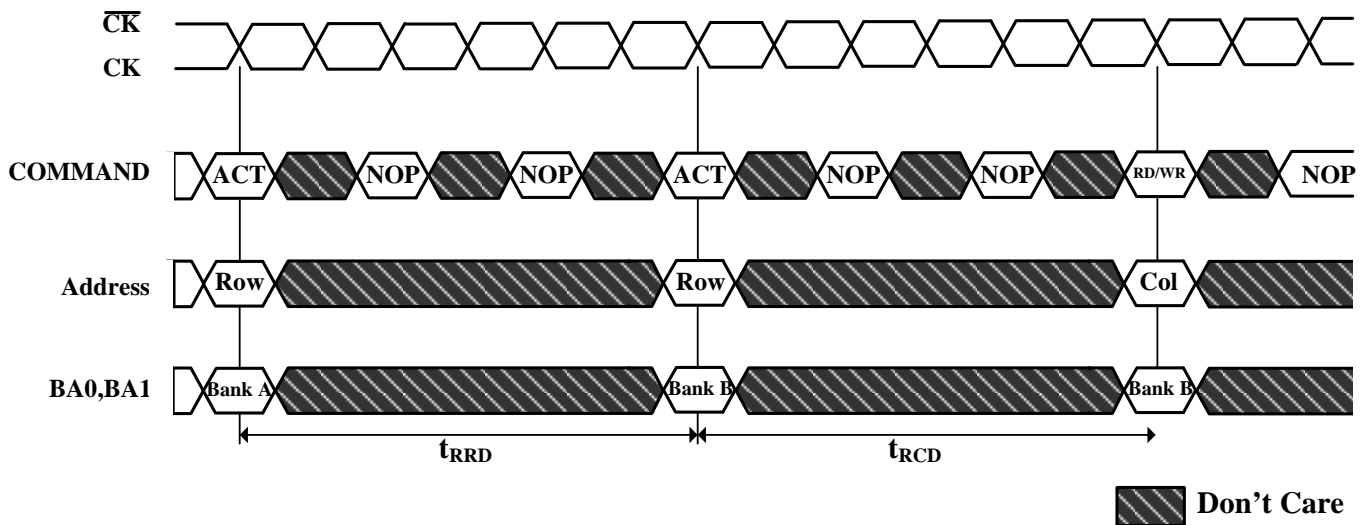 CK
CK
COMMAND ACT NOP NOP ACT NOP NOP RD/WR NOP
Address Row Row Col
BA0,BA1 Bank A Bank B Bank B
tRRD tRCD
Don't Care